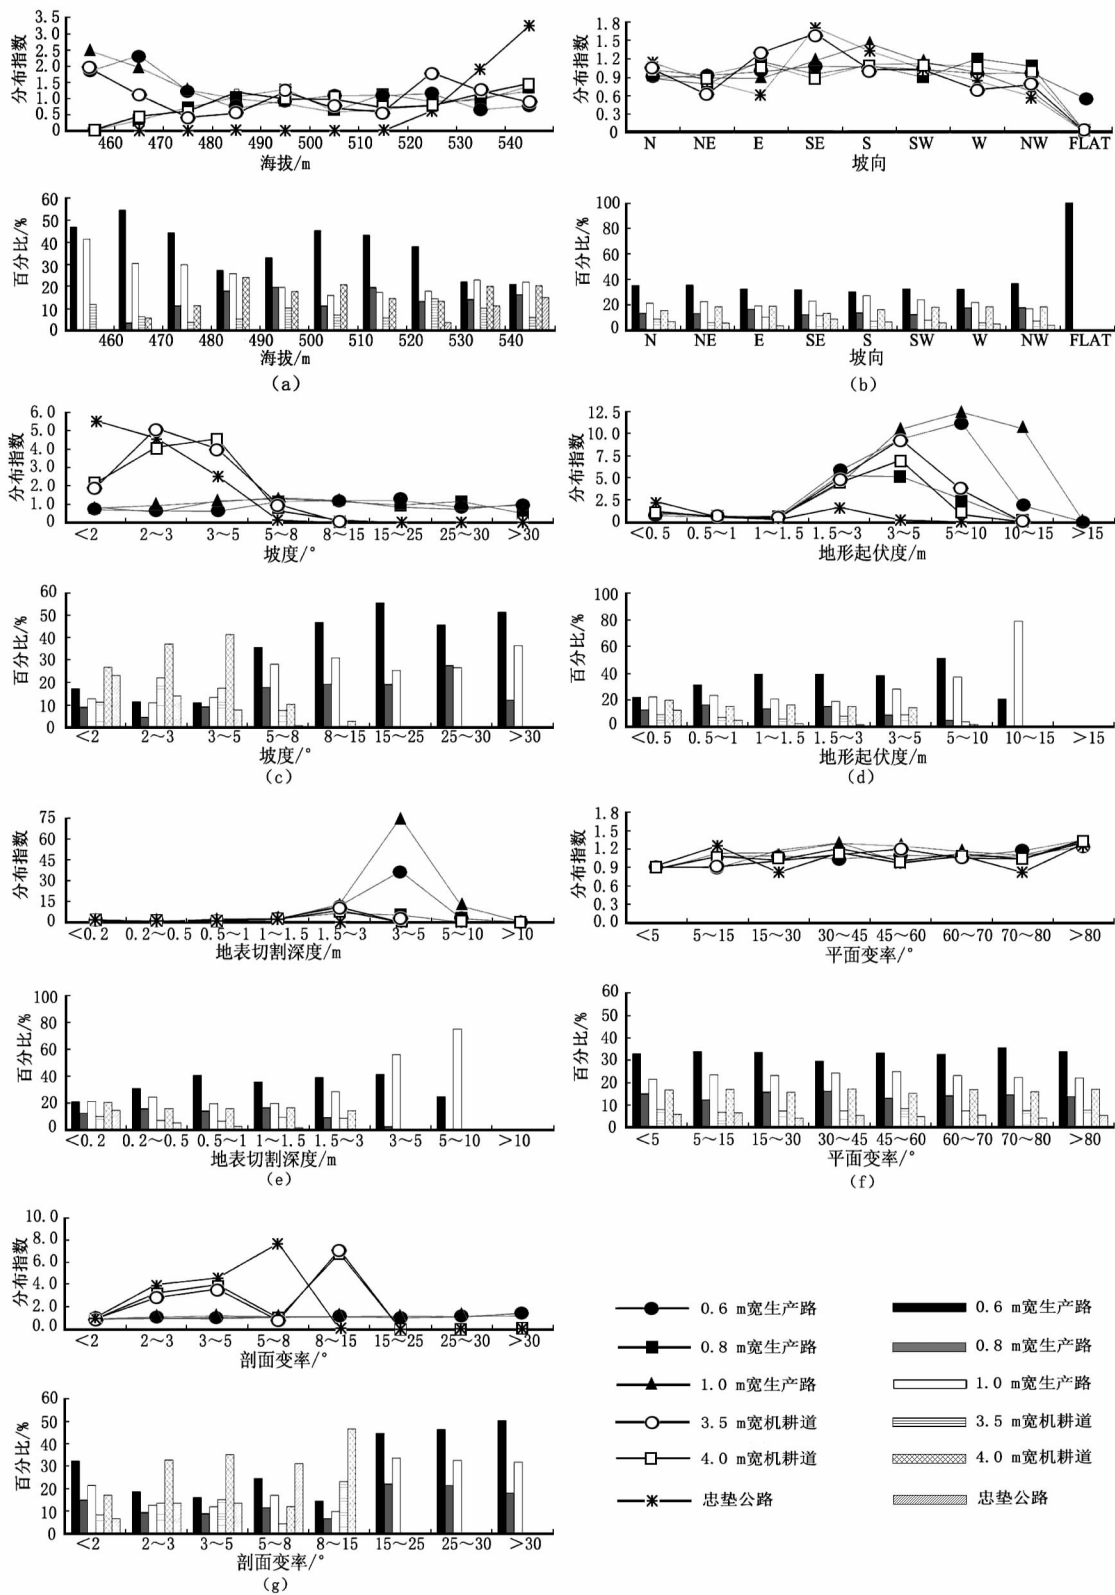 分布指数
3.5
3.0
2.5
2.0
1.5
1.0
0.5
0
460 470 480 490 500 510 520 530 540
海拔/m
百分比/%
60
50
40
30
20
10
0
460 470 480 490 500 510 520 530 540
海拔/m
(a)
分布指数
1.8
1.5
1.2
0.9
0.6
0.3
0
N NE E SE S SW W NW FLAT
坡向
百分比/%
100
80
60
40
20
0
N NE E SE S SW W NW FLAT
坡向
(b)
分布指数
6.0
5.0
4.0
3.0
2.0
1.0
0
<2 2～3 3～5 5～8 8～15 15～25 25～30 >30
坡度/°
百分比/%
60
50
40
30
20
10
0
<2 2～3 3～5 5～8 8～15 15～25 25～30 >30
坡度/°
(c)
分布指数
12.5
10.0
7.5
5.0
2.5
0
<0.5 0.5～1 1～1.5 1.5～3 3～5 5～10 10～15 >15
地形起伏度/m
百分比/%
100
80
60
40
20
0
<0.5 0.5～1 1～1.5 1.5～3 3～5 5～10 10～15 >15
地形起伏度/m
(d)
分布指数
75
60
45
30
15
0
<0.2 0.2～0.5 0.5～1 1～1.5 1.5～3 3～5 5～10 >10
地表切割深度/m
百分比/%
100
80
60
40
20
0
<0.2 0.2～0.5 0.5～1 1～1.5 1.5～3 3～5 5～10 >10
地表切割深度/m
(e)
分布指数
1.8
1.5
1.2
0.9
0.6
0.3
0.0
<5 5～15 15～30 30～45 45～60 60～70 70～80 >80
平面变率/°
百分比/%
60
50
40
30
20
10
0
<5 5～15 15～30 30～45 45～60 60～70 70～80 >80
平面变率/°
(f)
分布指数
10.0
8.0
6.0
4.0
2.0
0.0
<2 2～3 3～5 5～8 8～15 15～25 25～30 >30
剖面变率/°
百分比/%
60
50
40
30
20
10
0
<2 2～3 3～5 5～8 8～15 15～25 25～30 >30
剖面变率/°
(g)
0.6 m宽生产路 0.6 m宽生产路
0.8 m宽生产路 0.8 m宽生产路
1.0 m宽生产路 1.0 m宽生产路
3.5 m宽机耕道 3.5 m宽机耕道
4.0 m宽机耕道 4.0 m宽机耕道
忠垫公路 忠垫公路